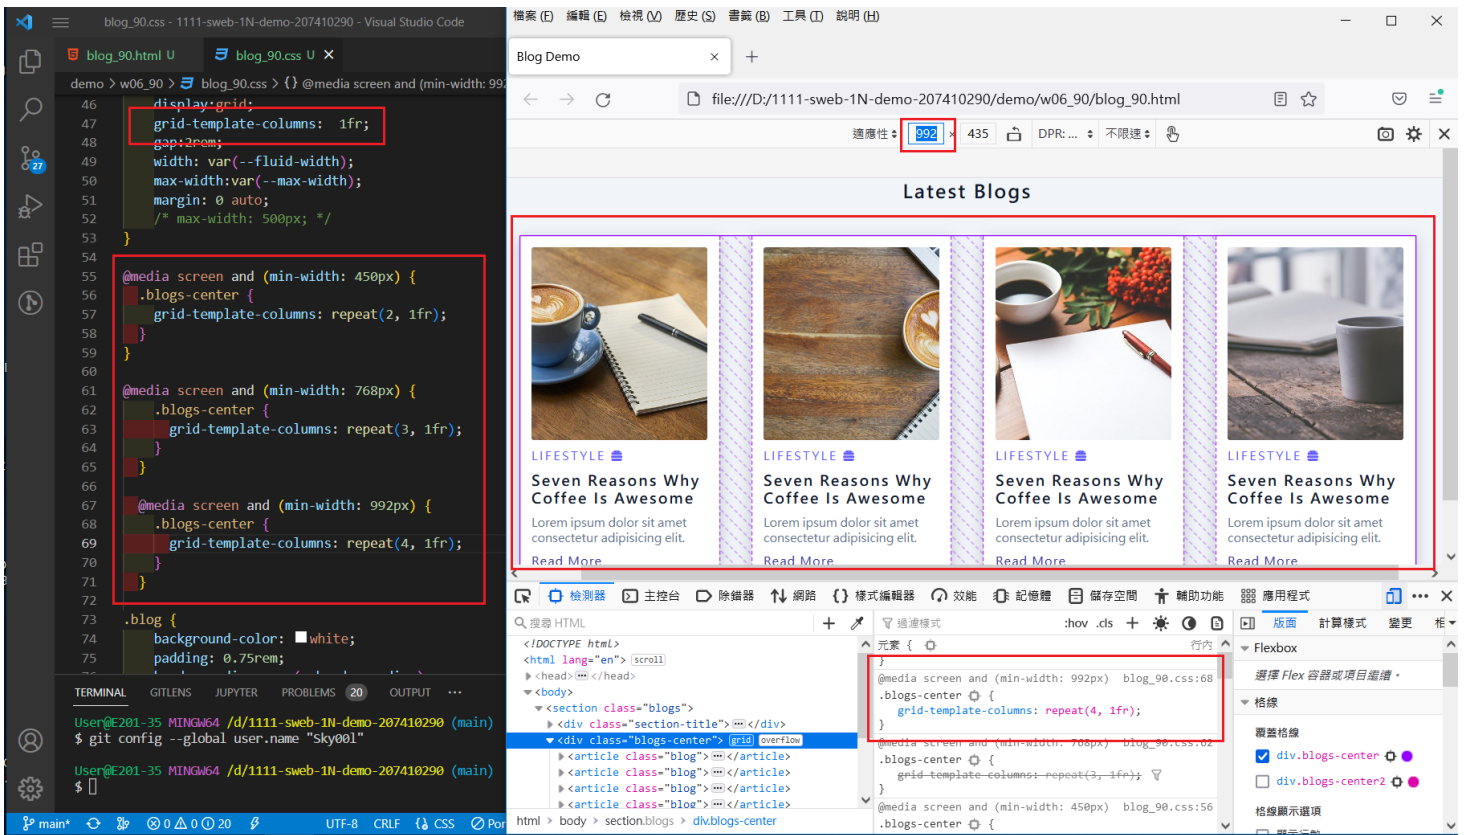 blog_90.css - 1111-sweb-1N-demo-207410290 - Visual Studio Code
blog_90.html U
blog_90.css U
demo > w06_90 > blog_90.css > {} @media screen and (min-width: 992
46 display:grid;
47 grid-template-columns: 1fr;
48 gap:2rem;
49 width: var(--fluid-width);
50 max-width:var(--max-width);
51 margin: 0 auto;
52 /* max-width: 500px; */
53 }
54
55 @media screen and (min-width: 450px) {
56 .blogs-center {
57 grid-template-columns: repeat(2, 1fr);
58 }
59 }
60
61 @media screen and (min-width: 768px) {
62 .blogs-center {
63 grid-template-columns: repeat(3, 1fr);
64 }
65 }
66
67 @media screen and (min-width: 992px) {
68 .blogs-center {
69 grid-template-columns: repeat(4, 1fr);
70 }
71 }
72
73 .blog {
74 background-color: white;
75 padding: 0.75rem;
27
TERMINAL GITLENS JUPYTER PROBLEMS 20 OUTPUT ···
User@E201-35 MINGW64 /d/1111-sweb-1N-demo-207410290 (main)
$ git config --global user.name "Sky00l"
User@E201-35 MINGW64 /d/1111-sweb-1N-demo-207410290 (main)
$
main* 0 0 20 UTF-8 CRLF {} CSS Por
檔案 (F) 編輯 (E) 檢視 (V) 歷史 (S) 書籤 (B) 工具 (T) 說明 (H)
Blog Demo
file:///D:/1111-sweb-1N-demo-207410290/demo/w06_90/blog_90.html
適應性 992 × 435 DPR: ... 不限速
Latest Blogs
LIFESTYLE
Seven Reasons Why
Coffee Is Awesome
Lorem ipsum dolor sit amet
consectetur adipisicing elit.
Read More
LIFESTYLE
Seven Reasons Why
Coffee Is Awesome
Lorem ipsum dolor sit amet
consectetur adipisicing elit.
Read More
LIFESTYLE
Seven Reasons Why
Coffee Is Awesome
Lorem ipsum dolor sit amet
consectetur adipisicing elit.
Read More
LIFESTYLE
Seven Reasons Why
Coffee Is Awesome
Lorem ipsum dolor sit amet
consectetur adipisicing elit.
Read More
檢測器 主控台 除錯器 網路 {} 樣式編輯器 效能 記憶體 儲存空間 輔助功能 應用程式
搜尋 HTML
<!DOCTYPE html>
<html lang="en"> scroll
<head>···</head>
<body>
<section class="blogs">
<div class="section-title">···</div>
<div class="blogs-center"> grid overflow
<article class="blog">···</article>
<article class="blog">···</article>
<article class="blog">···</article>
<article class="blog">···</article>
html > body > section.blogs > div.blogs-center
過濾樣式 :hov .cls
元素 { 行內
}
@media screen and (min-width: 992px) blog_90.css:68
.blogs-center {
grid-template-columns: repeat(4, 1fr);
}
@media screen and (min-width: 768px) blog_90.css:62
.blogs-center {
grid-template-columns: repeat(3, 1fr);
}
@media screen and (min-width: 450px) blog_90.css:56
.blogs-center {
版面 計算樣式 變更 相
Flexbox
選擇 Flex 容器或項目繼續。
格線
覆蓋格線
div.blogs-center
div.blogs-center2
格線顯示選項